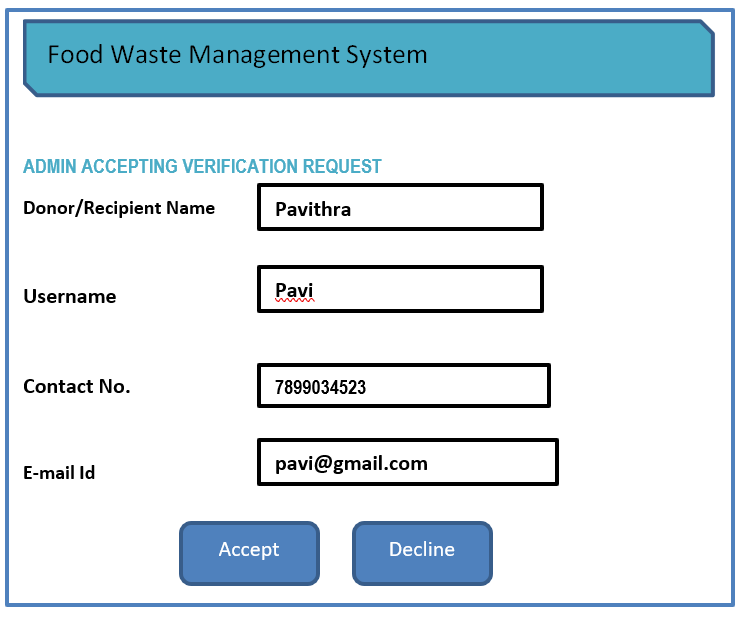 Food Waste Management System
ADMIN ACCEPTING VERIFICATION REQUEST
Donor/Recipient Name Pavithra
Username Pavi
Contact No. 7899034523
E-mail Id pavi@gmail.com
Accept Decline